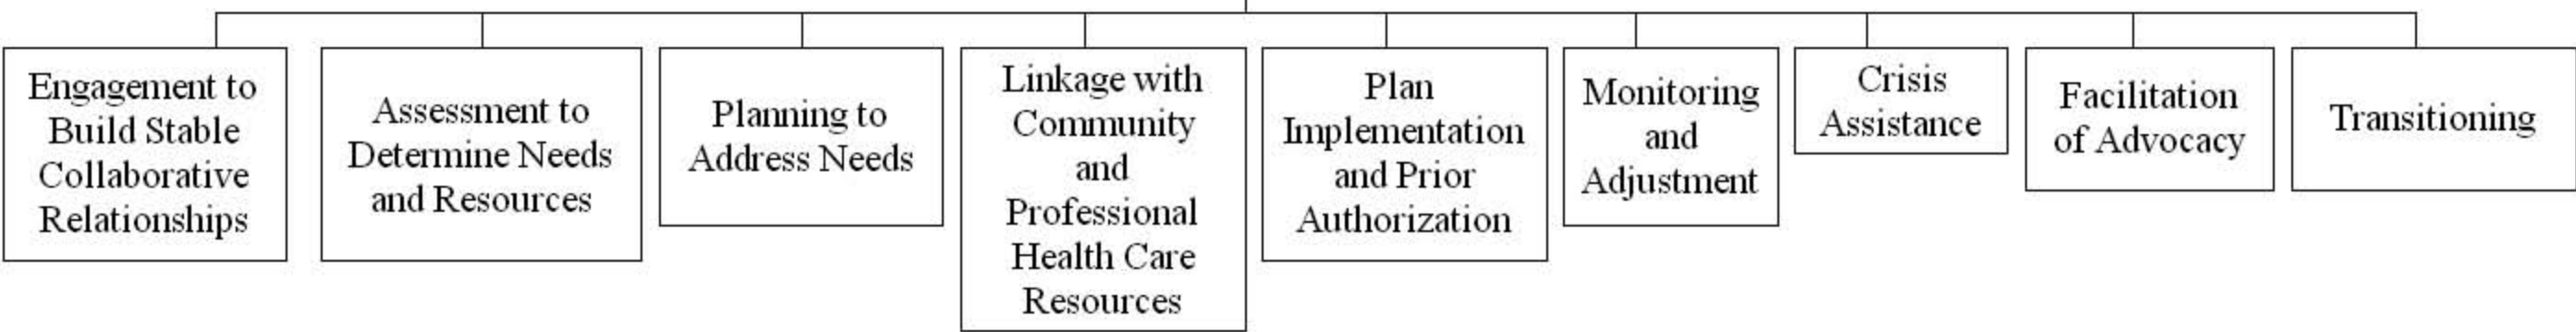 Engagement to
Build Stable
Collaborative
Relationships
Assessment to
Determine Needs
and Resources
Planning to
Address Needs
Linkage with
Community
and
Professional
Health Care
Resources
Plan
Implementation
and Prior
Authorization
Monitoring
and
Adjustment
Crisis
Assistance
Facilitation
of Advocacy
Transitioning